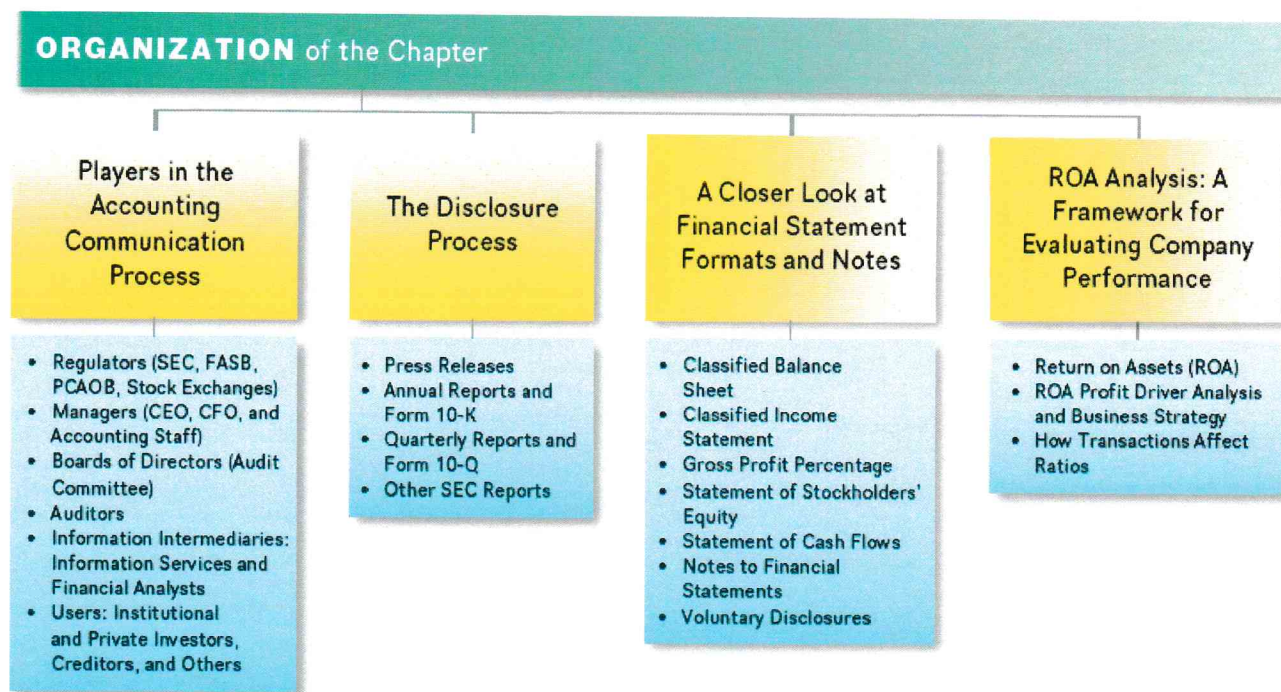 ORGANIZATION of the Chapter
Players in the
Accounting
Communication
Process
• Regulators (SEC, FASB,
PCAOB, Stock Exchanges)
• Managers (CEO, CFO, and
Accounting Staff)
• Boards of Directors (Audit
Committee)
• Auditors
• Information Intermediaries:
Information Services and
Financial Analysts
• Users: Institutional
and Private Investors,
Creditors, and Others
The Disclosure
Process
• Press Releases
• Annual Reports and
Form 10-K
• Quarterly Reports and
Form 10-Q
• Other SEC Reports
A Closer Look at
Financial Statement
Formats and Notes
• Classified Balance
Sheet
• Classified Income
Statement
• Gross Profit Percentage
• Statement of Stockholders'
Equity
• Statement of Cash Flows
• Notes to Financial
Statements
• Voluntary Disclosures
ROA Analysis: A
Framework for
Evaluating Company
Performance
• Return on Assets (ROA)
• ROA Profit Driver Analysis
and Business Strategy
• How Transactions Affect
Ratios